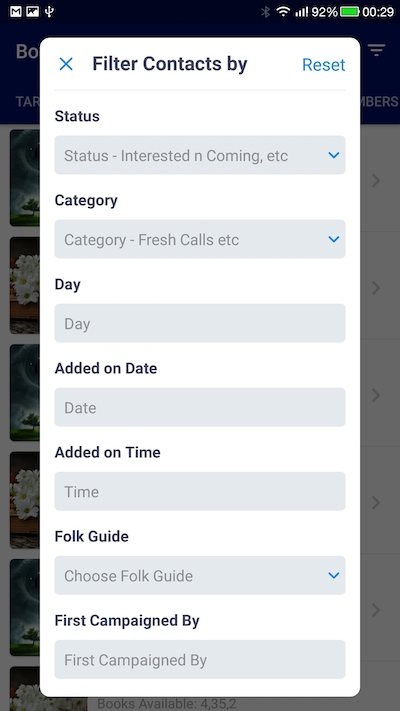 92% 00:29
Bo
Filter Contacts by Reset
TAR MBERS
Status
Status - Interested n Coming, etc
Category
Category - Fresh Calls etc
Day
Day
Added on Date
Date
Added on Time
Time
Folk Guide
Choose Folk Guide
First Campaigned By
First Campaigned By
Books Available: 4,35,2